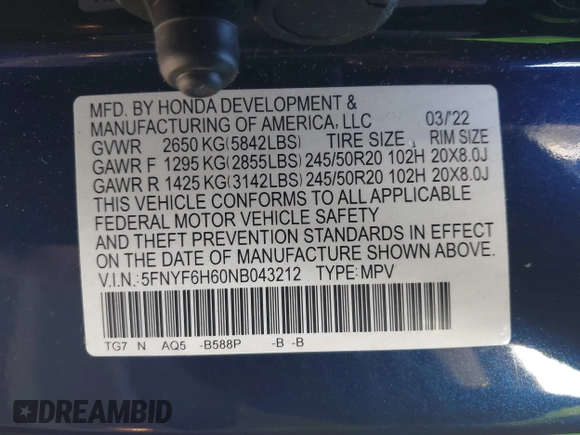 MFD. BY HONDA DEVELOPMENT &
MANUFACTURING OF AMERICA, LLC 03/'22
GVWR 2650 KG(5842LBS) TIRE SIZE RIM SIZE
GAWR F 1295 KG(2855LBS) 245/50R20 102H 20X8.0J
GAWR R 1425 KG(3142LBS) 245/50R20 102H 20X8.0J
THIS VEHICLE CONFORMS TO ALL APPLICABLE
FEDERAL MOTOR VEHICLE SAFETY
AND THEFT PREVENTION STANDARDS IN EFFECT
ON THE DATE OF MANUFACTURE SHOWN ABOVE.
V.I.N.:5FNYF6H60NB043212 TYPE:MPV
TG7 N AQ5 -B588P -B -B
DREAMBID